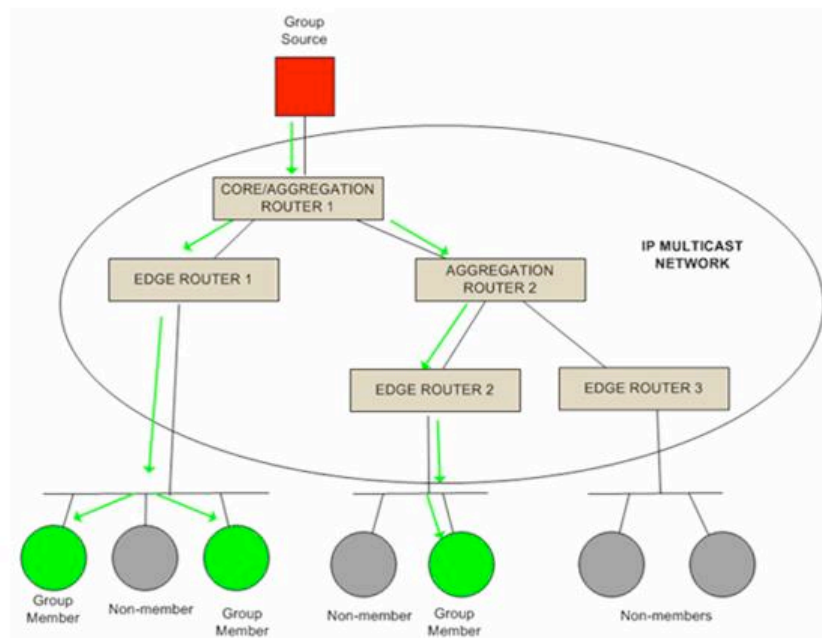 Group
Source
CORE/AGGREGATION
ROUTER 1
IP MULTICAST
NETWORK
EDGE ROUTER 1
AGGREGATION
ROUTER 2
EDGE ROUTER 2
EDGE ROUTER 3
Group
Member
Non-member
Group
Member
Non-member
Group
Member
Non-members